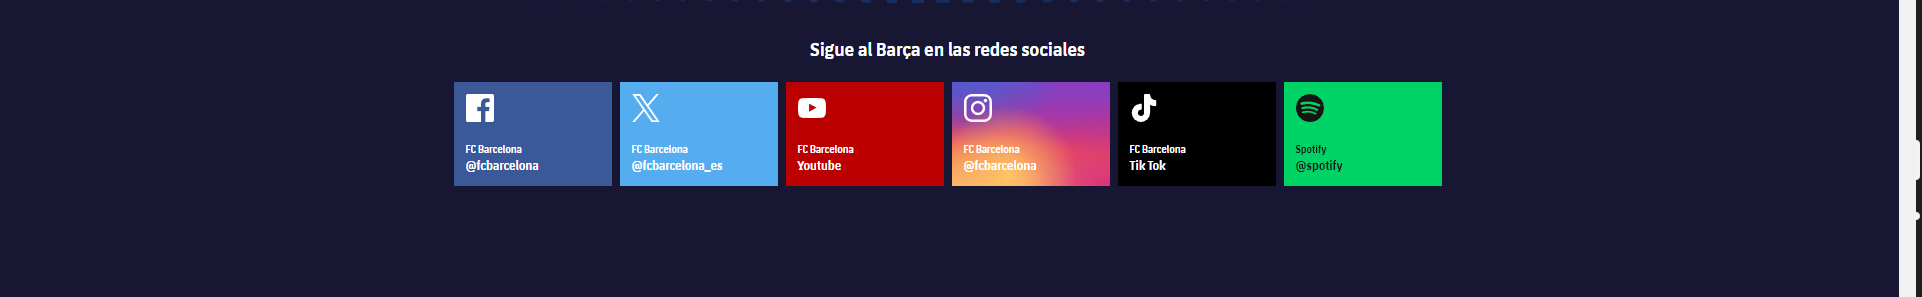 Sigue al Barça en las redes sociales
FC Barcelona
@fcbarcelona
FC Barcelona
@fcbarcelona_es
FC Barcelona
Youtube
FC Barcelona
@fcbarcelona
FC Barcelona
Tik Tok
Spotify
@spotify